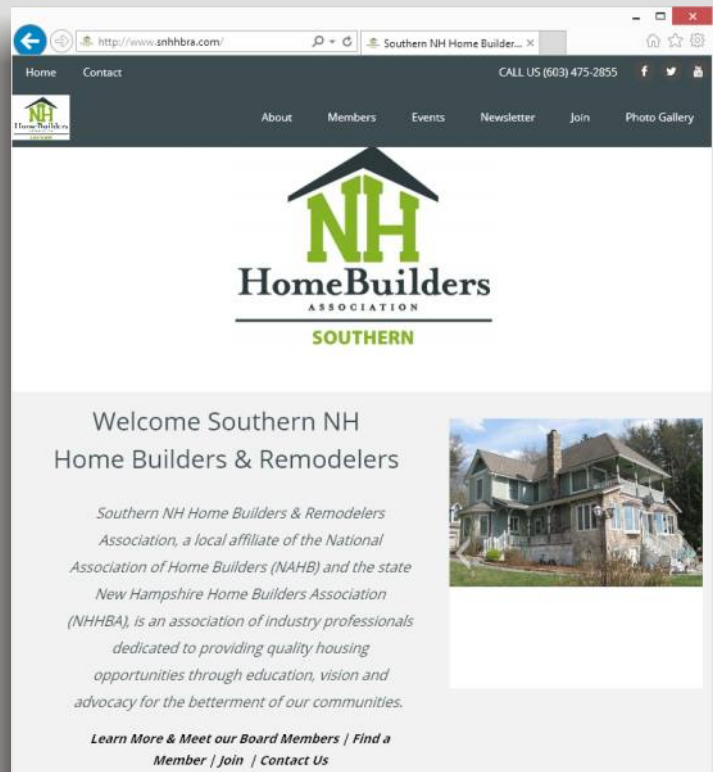 http://www.snhhbra.com/
Southern NH Home Builder...
Home Contact CALL US (603) 475-2855
NH
HomeBuilders
ASSOCIATION
SOUTHERN
About Members Events Newsletter Join Photo Gallery
NH
HomeBuilders
ASSOCIATION
SOUTHERN
Welcome Southern NH
Home Builders & Remodelers
Southern NH Home Builders & Remodelers
Association, a local affiliate of the National
Association of Home Builders (NAHB) and the state
New Hampshire Home Builders Association
(NHHBA), is an association of industry professionals
dedicated to providing quality housing
opportunities through education, vision and
advocacy for the betterment of our communities.
Learn More & Meet our Board Members | Find a
Member | Join | Contact Us